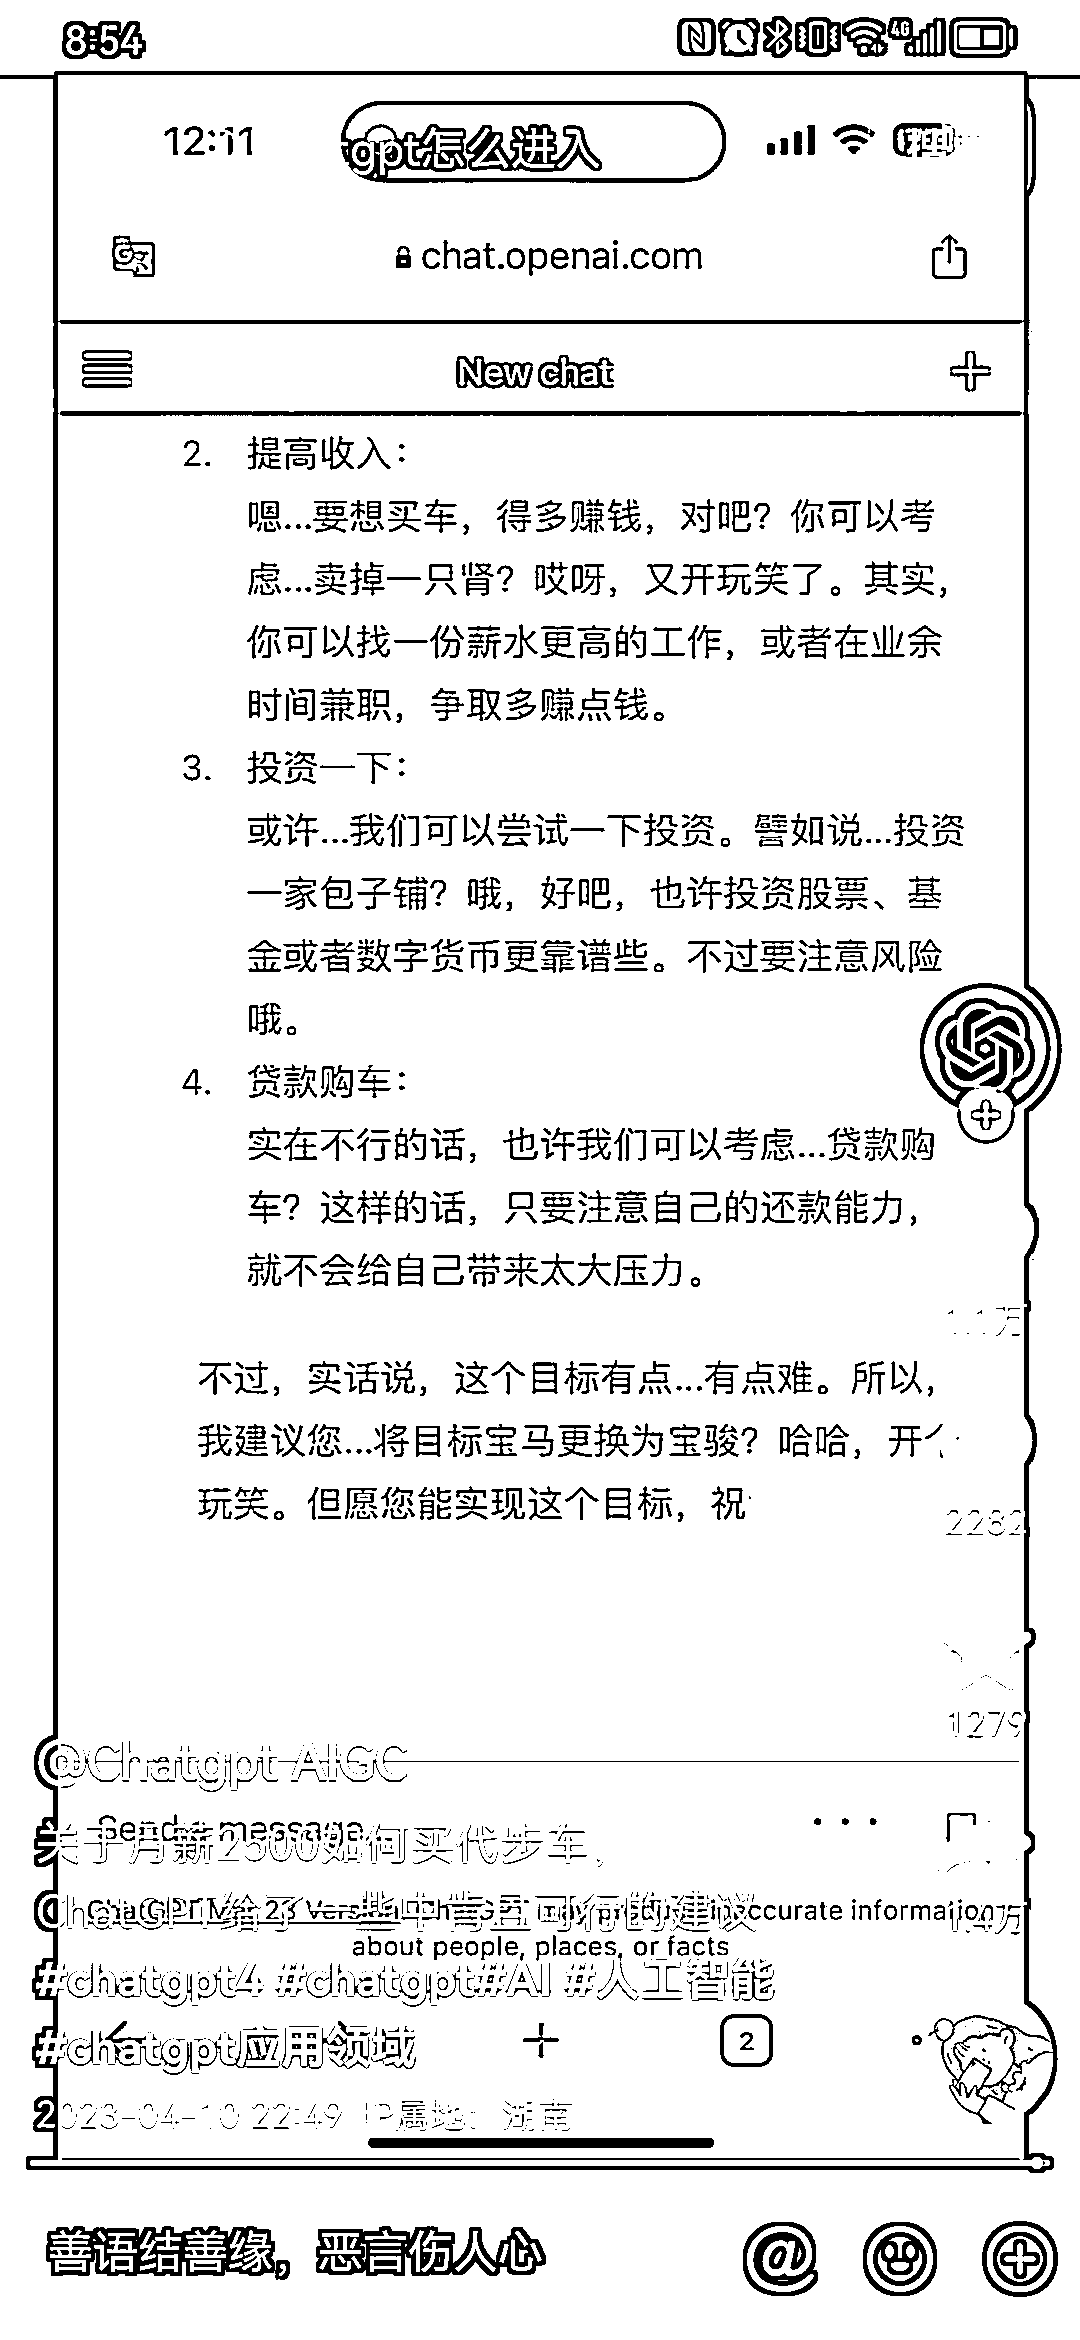 8:54
4G
12:11
gpt怎么进入
chat.openai.com
New chat
2. 提高收入：
嗯...要想买车，得多赚钱，对吧？你可以考
虑...卖掉一只肾？哎呀，又开玩笑了。其实，
你可以找一份薪水更高的工作，或者在业余
时间兼职，争取多赚点钱。
3. 投资一下：
或许...我们可以尝试一下投资。譬如说...投资
一家包子铺？哦，好吧，也许投资股票、基
金或者数字货币更靠谱些。不过要注意风险
哦。
4. 贷款购车：
实在不行的话，也许我们可以考虑...贷款购
车？这样的话，只要注意自己的还款能力，
就不会给自己带来太大压力。
不过，实话说，这个目标有点...有点难。所以，
我建议您...将目标宝马更换为宝骏？哈哈，开个
玩笑。但愿您能实现这个目标，祝
2282
1279
@Chatgpt AIGC
Send a message
关于月薪2500如何买代步车，
ChatGPT给了一些中肯且可行的建议
ChatGPT Mar 23 Version. ChatGPT may produce inaccurate information
about people, places, or facts
#chatgpt4 #chatgpt#AI #人工智能
#chatgpt应用领域
2
2023-04-10 22:49 IP属地：湖南
善语结善缘，恶言伤人心